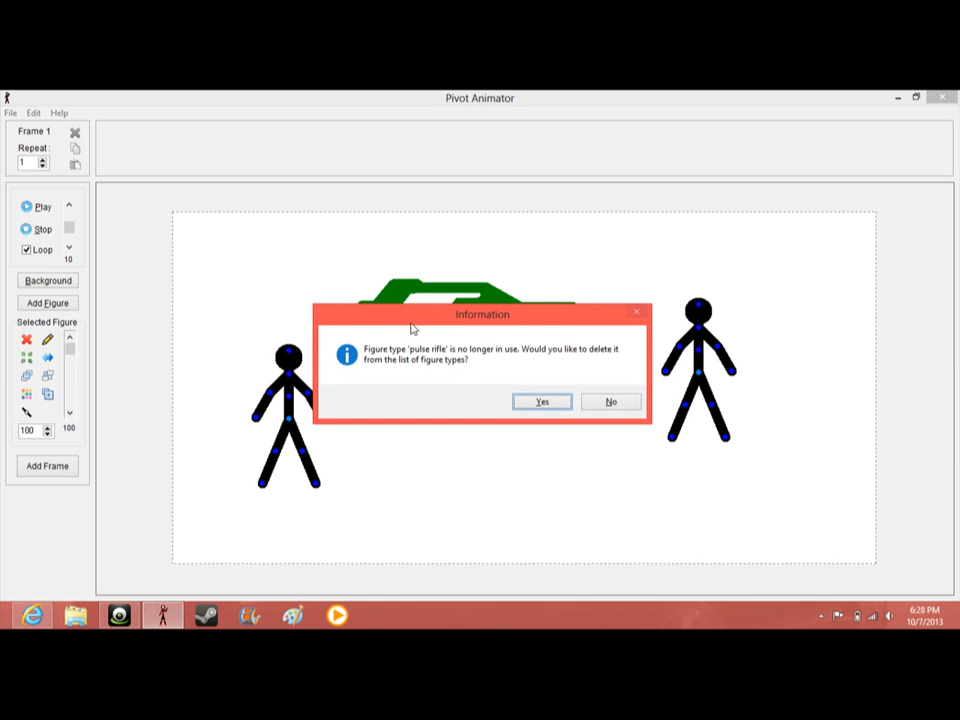 Pivot Animator
File Edit Help
Frame 1
Repeat:
1
Play
Stop
Loop
10
Background
Add Figure
Selected Figure
100
100
Add Frame
Information
Figure type 'pulse rifle' is no longer in use. Would you like to delete it
from the list of figure types?
Yes No
6:28 PM
10/7/2013